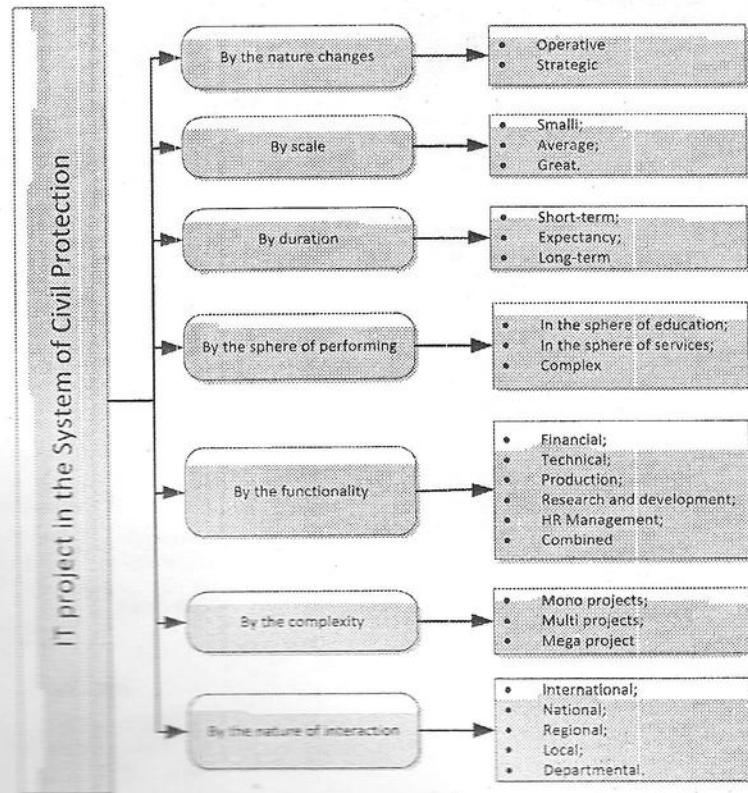 IT project in the System of Civil Protection
By the nature changes
• Operative
• Strategic
By scale
• Smalli;
• Average;
• Great.
By duration
• Short-term;
• Expectancy;
• Long-term
By the sphere of performing
• In the sphere of education;
• In the sphere of services;
• Complex
By the functionality
• Financial;
• Technical;
• Production;
• Research and development;
• HR Management;
• Combined
By the complexity
• Mono projects;
• Multi projects;
• Mega project
By the nature of interaction
• International;
• National;
• Regional;
• Local;
• Departmental.